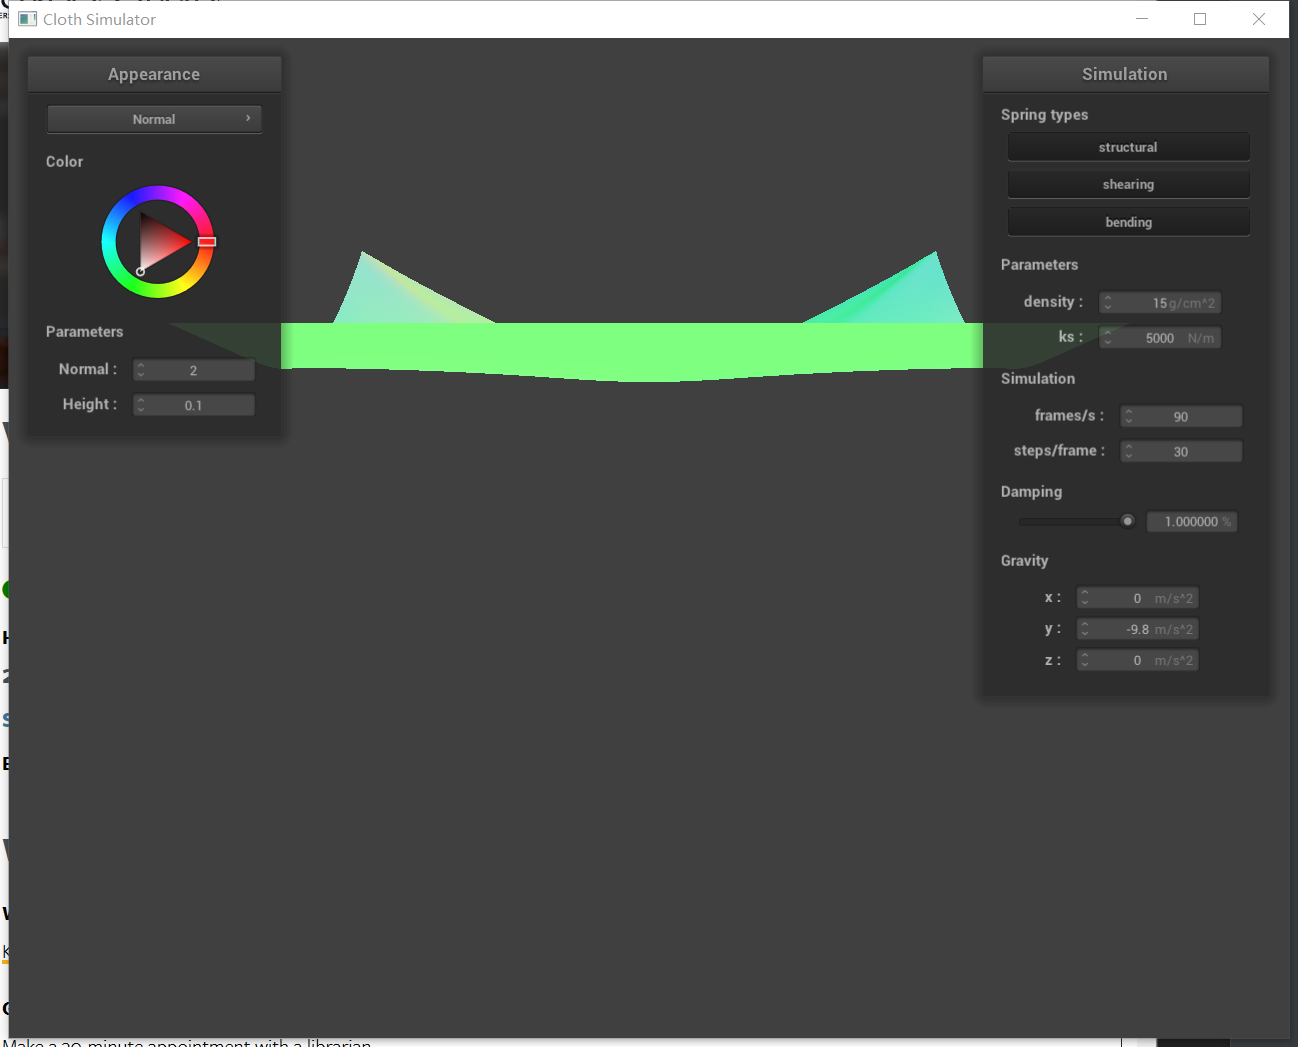 Cloth Simulator
Appearance
Normal
Color
Parameters
Normal : 2
Height : 0.1
Simulation
Spring types
structural
shearing
bending
Parameters
density : 15 g/cm^2
ks : 5000 N/m
Simulation
frames/s : 90
steps/frame : 30
Damping
1.000000 %
Gravity
x : 0 m/s^2
y : -9.8 m/s^2
z : 0 m/s^2
Make a 20-minute appointment with a librarian